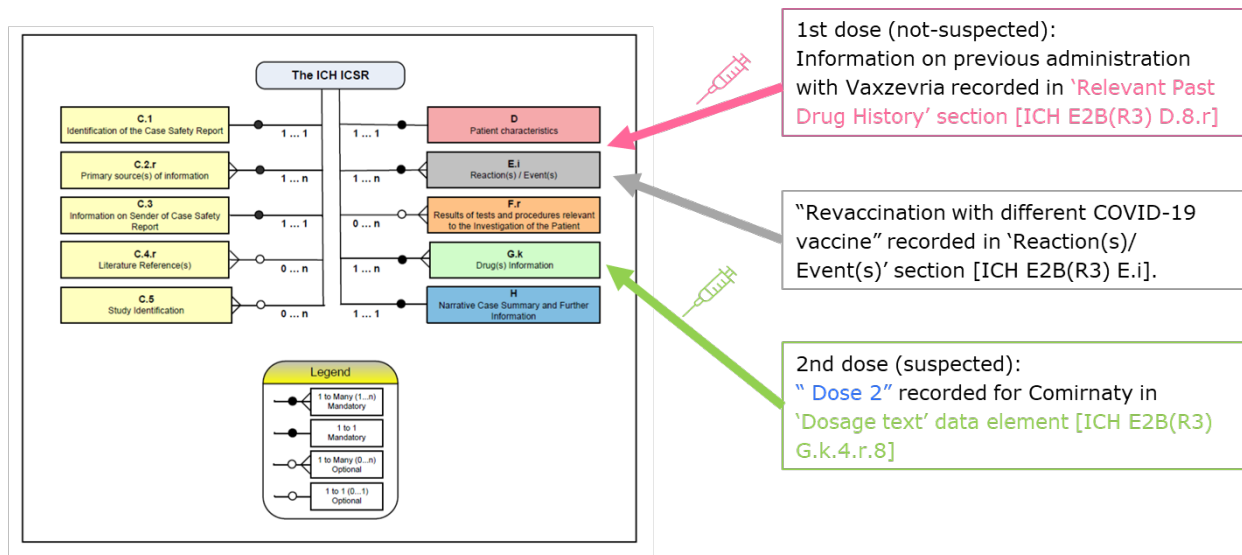 The ICH ICSR
C.1
Identification of the Case Safety Report
1 ... 1
C.2.r
Primary source(s) of information
1 ... n
C.3
Information on Sender of Case Safety
Report
1 ... 1
C.4.r
Literature Reference(s)
0 ... n
C.5
Study Identification
0 ... n
D
Patient characteristics
1 ... 1
E.i
Reaction(s) / Event(s)
1 ... n
F.r
Results of tests and procedures relevant
to the Investigation of the Patient
0 ... n
G.k
Drug(s) Information
1 ... n
H
Narrative Case Summary and Further
Information
1 ... 1
Legend
1 to Many (1...n)
Mandatory
1 to 1
Mandatory
1 to Many (0...n)
Optional
1 to 1 (0...1)
Optional
1st dose (not-suspected):
Information on previous administration
with Vaxzevria recorded in ‘Relevant Past
Drug History’ section [ICH E2B(R3) D.8.r]
“Revaccination with different COVID-19
vaccine” recorded in ‘Reaction(s)/
Event(s)’ section [ICH E2B(R3) E.i].
2nd dose (suspected):
“ Dose 2” recorded for Comirnaty in
‘Dosage text’ data element [ICH E2B(R3)
G.k.4.r.8]